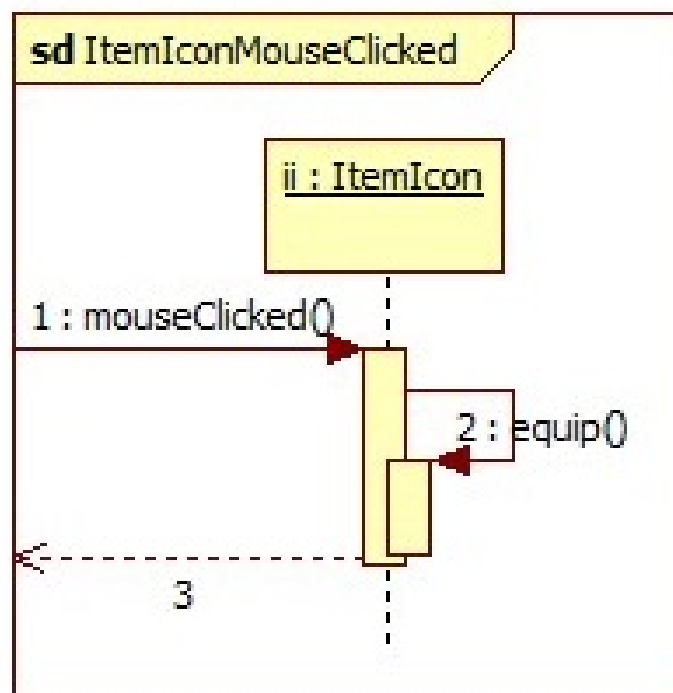 sd ItemIconMouseClicked
ii : ItemIcon
1 : mouseClicked()
2 : equip()
3